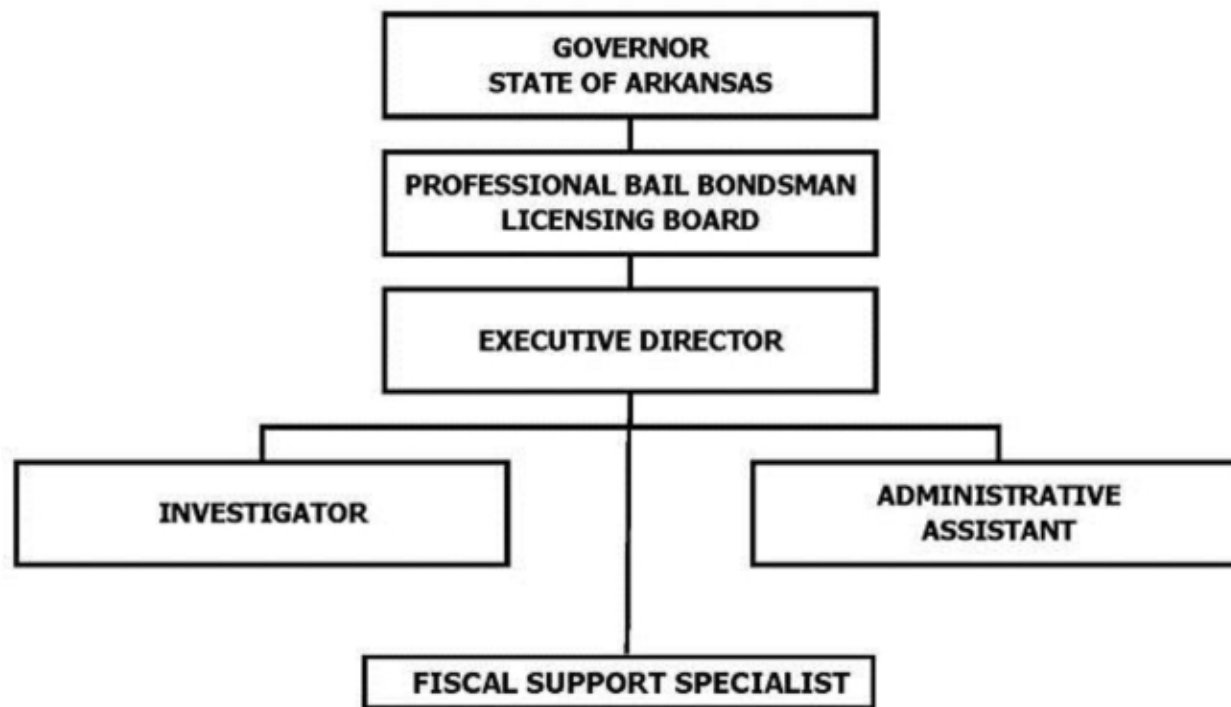 GOVERNOR
STATE OF ARKANSAS
PROFESSIONAL BAIL BONDSMAN
LICENSING BOARD
EXECUTIVE DIRECTOR
INVESTIGATOR
ADMINISTRATIVE
ASSISTANT
FISCAL SUPPORT SPECIALIST